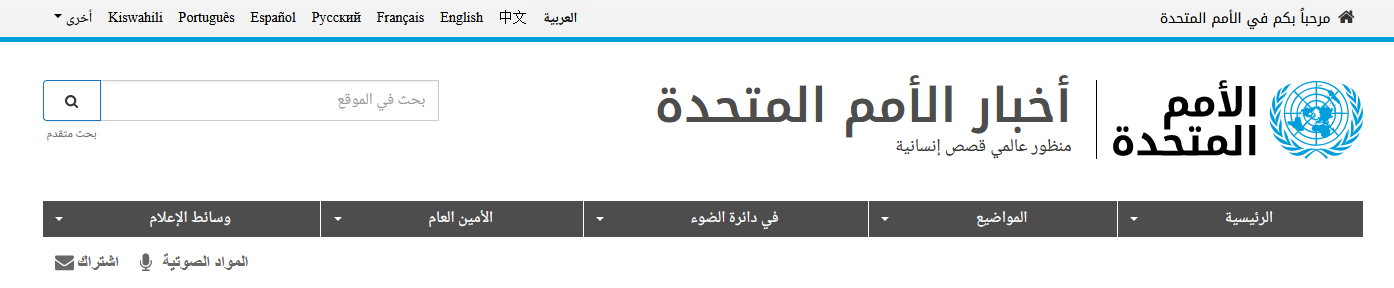 مرحباً بكم في الأمم المتحدة
العربية 中文 English Français Русский Español Português Kiswahili أخرى
الأمم
المتحدة
أخبار الأمم المتحدة
منظور عالمي قصص إنسانية
بحث في الموقع
بحث متقدم
الرئيسية المواضيع في دائرة الضوء الأمين العام وسائط الإعلام
المواد الصوتية اشتراك